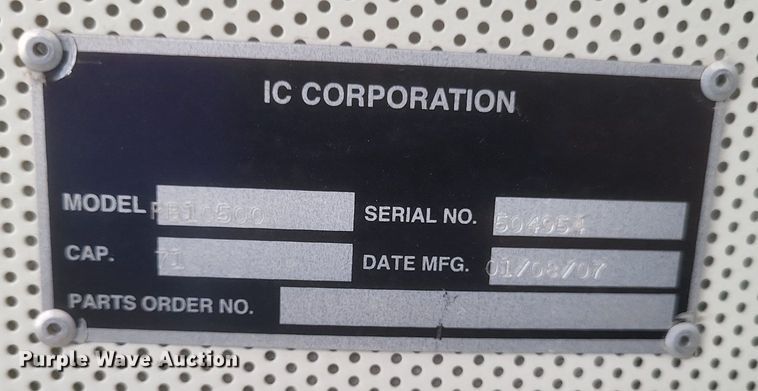 IC CORPORATION
MODEL PB10500 SERIAL NO. 504954
CAP. 71 DATE MFG. 01/08/07
PARTS ORDER NO.
Purple Wave Auction